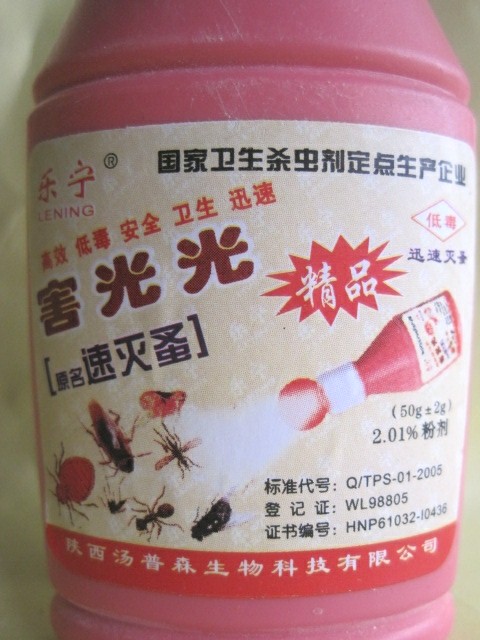 乐宁®
LENING
国家卫生杀虫剂定点生产企业
高效 低毒 安全 卫生 迅速
低毒
迅速灭蚤
害光光
精品
[原名速灭蚤]
(50g±2g)
2.01%粉剂
标准代号：Q/TPS-01-2005
登 记 证：WL98805
证书编号：HNP61032-I0436
陕西汤普森生物科技有限公司